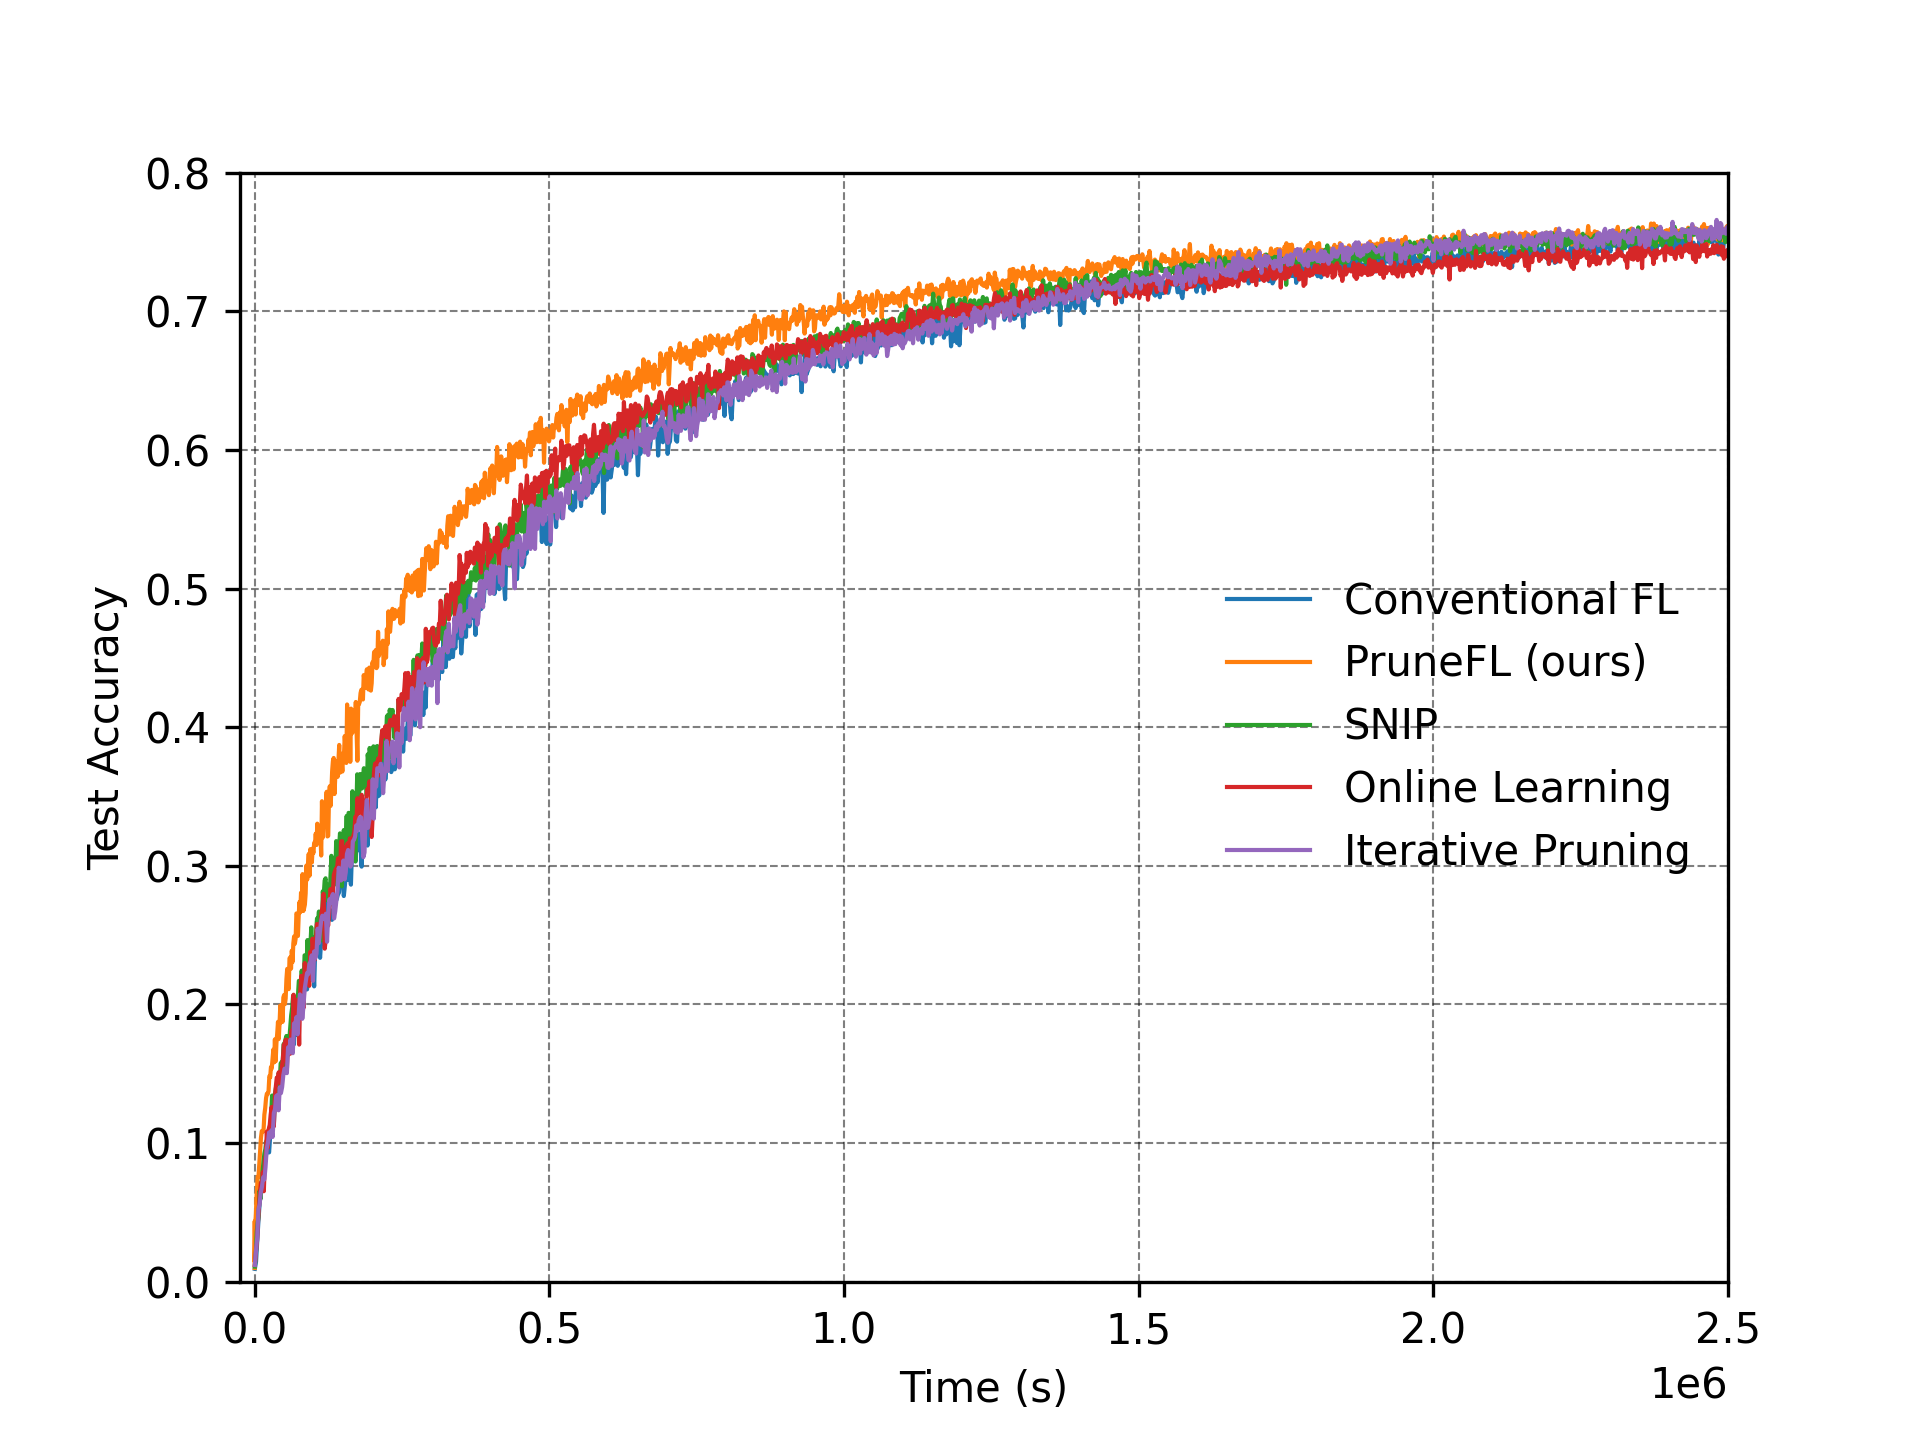 0.8
0.7
0.6
0.5
0.4
0.3
0.2
0.1
0.0
Test Accuracy
Conventional FL
PruneFL (ours)
SNIP
Online Learning
Iterative Pruning
0.0 0.5 1.0 1.5 2.0 2.5
1e6
Time (s)